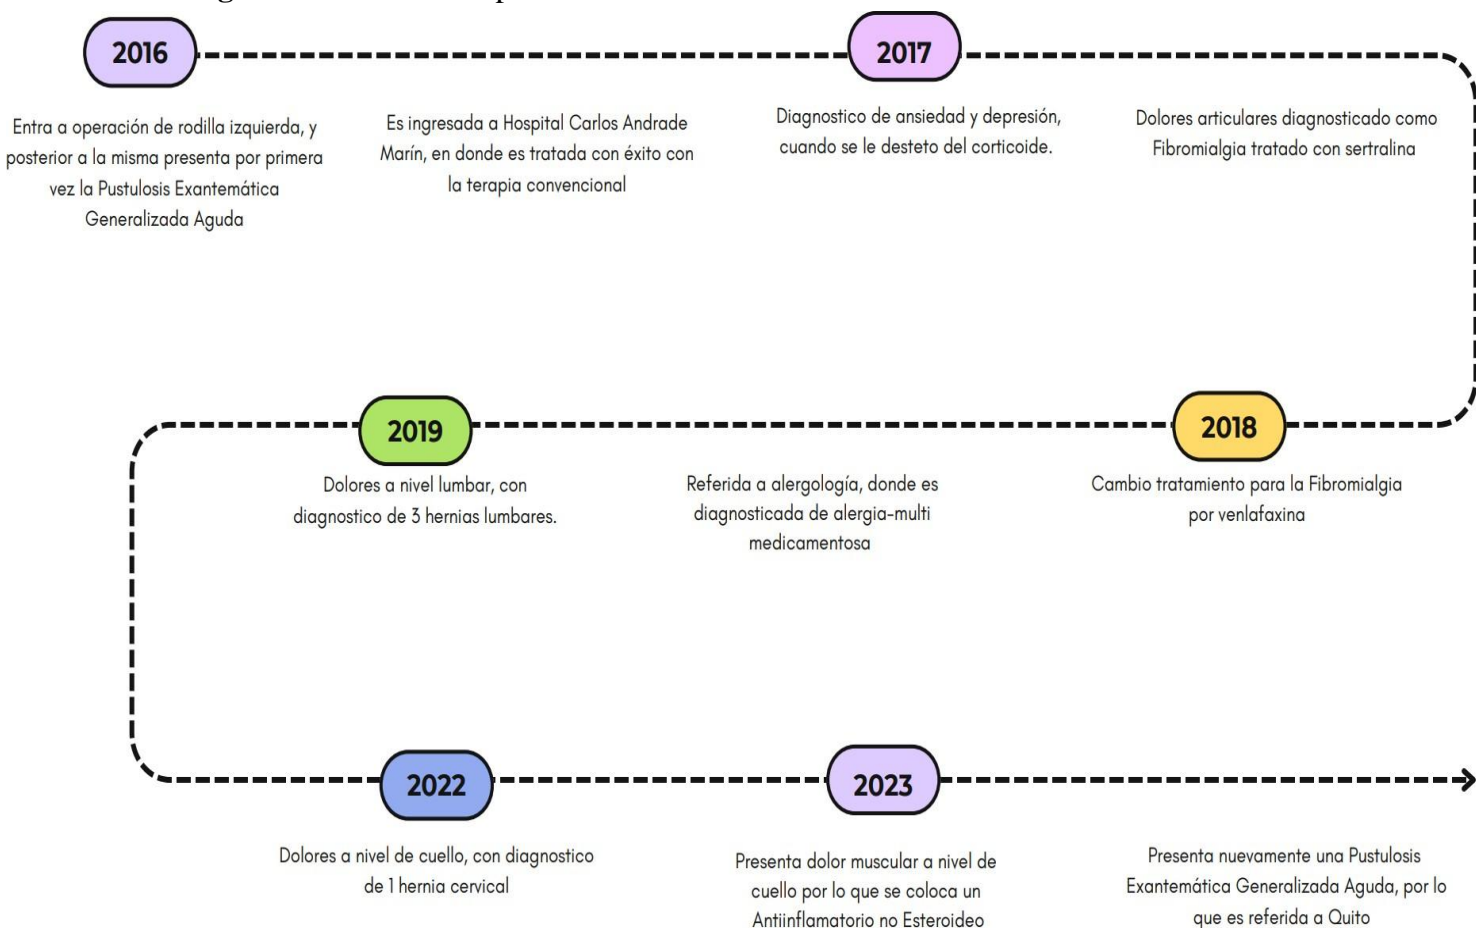 2016
Entra a operación de rodilla izquierda, y
posterior a la misma presenta por primera
vez la Pustulosis Exantemática
Generalizada Aguda
Es ingresada a Hospital Carlos Andrade
Marín, en donde es tratada con éxito con
la terapia convencional
2017
Diagnostico de ansiedad y depresión,
cuando se le desteto del corticoide.
Dolores articulares diagnosticado como
Fibromialgia tratado con sertralina
2018
Cambio tratamiento para la Fibromialgia
por venlafaxina
Referida a alergología, donde es
diagnosticada de alergia-multi
medicamentosa
2019
Dolores a nivel lumbar, con
diagnostico de 3 hernias lumbares.
2022
Dolores a nivel de cuello, con diagnostico
de 1 hernia cervical
2023
Presenta dolor muscular a nivel de
cuello por lo que se coloca un
Antiinflamatorio no Esteroideo
Presenta nuevamente una Pustulosis
Exantemática Generalizada Aguda, por lo
que es referida a Quito